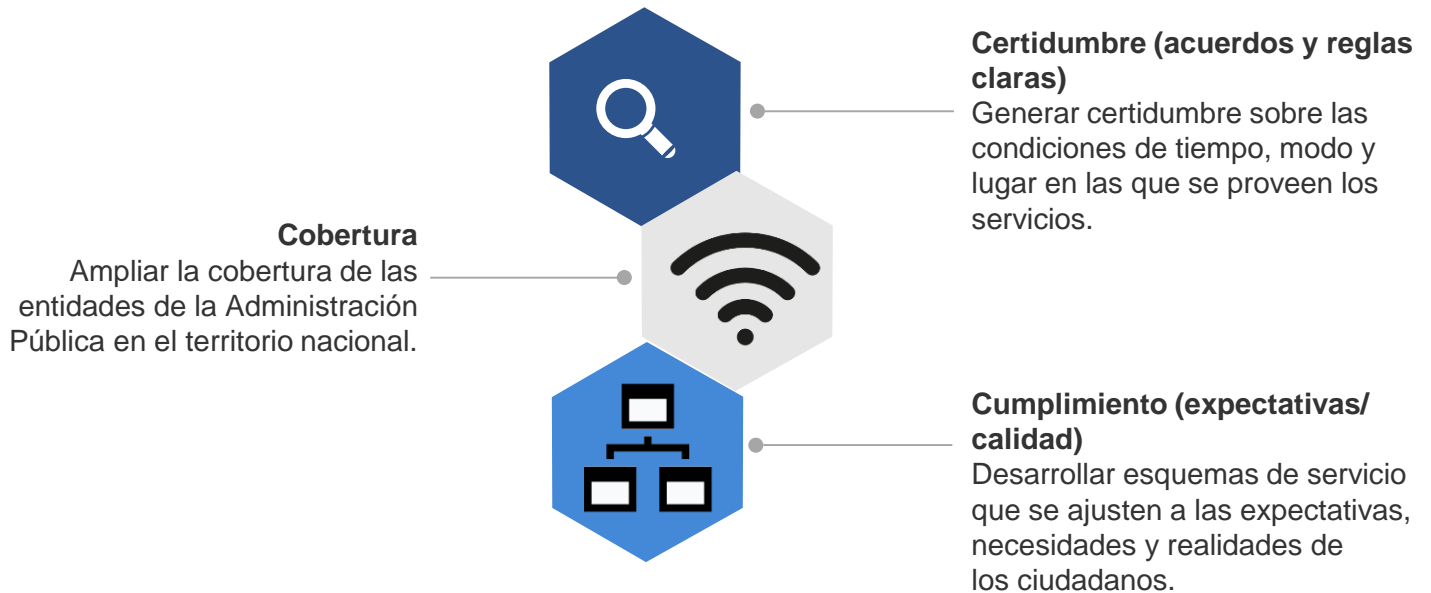 Certidumbre (acuerdos y reglas
claras)
Generar certidumbre sobre las
condiciones de tiempo, modo y
lugar en las que se proveen los
servicios.
Cobertura
Ampliar la cobertura de las
entidades de la Administración
Pública en el territorio nacional.
Cumplimiento (expectativas/
calidad)
Desarrollar esquemas de servicio
que se ajusten a las expectativas,
necesidades y realidades de
los ciudadanos.